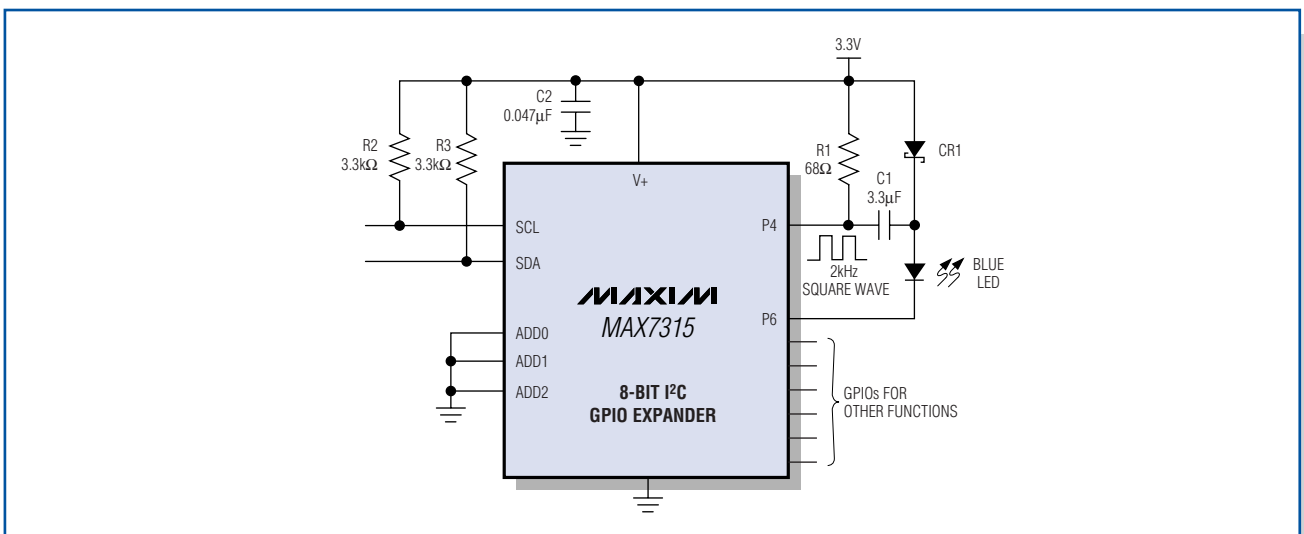 3.3V
C2
0.047µF
R2
3.3kΩ
R3
3.3kΩ
R1
68Ω
CR1
C1
3.3µF
V+
SCL
SDA
P4
2kHz
SQUARE WAVE
BLUE
LED
MAXIM
MAX7315
P6
ADD0
ADD1
ADD2
8-BIT I²C
GPIO EXPANDER
GPIOs FOR
OTHER FUNCTIONS